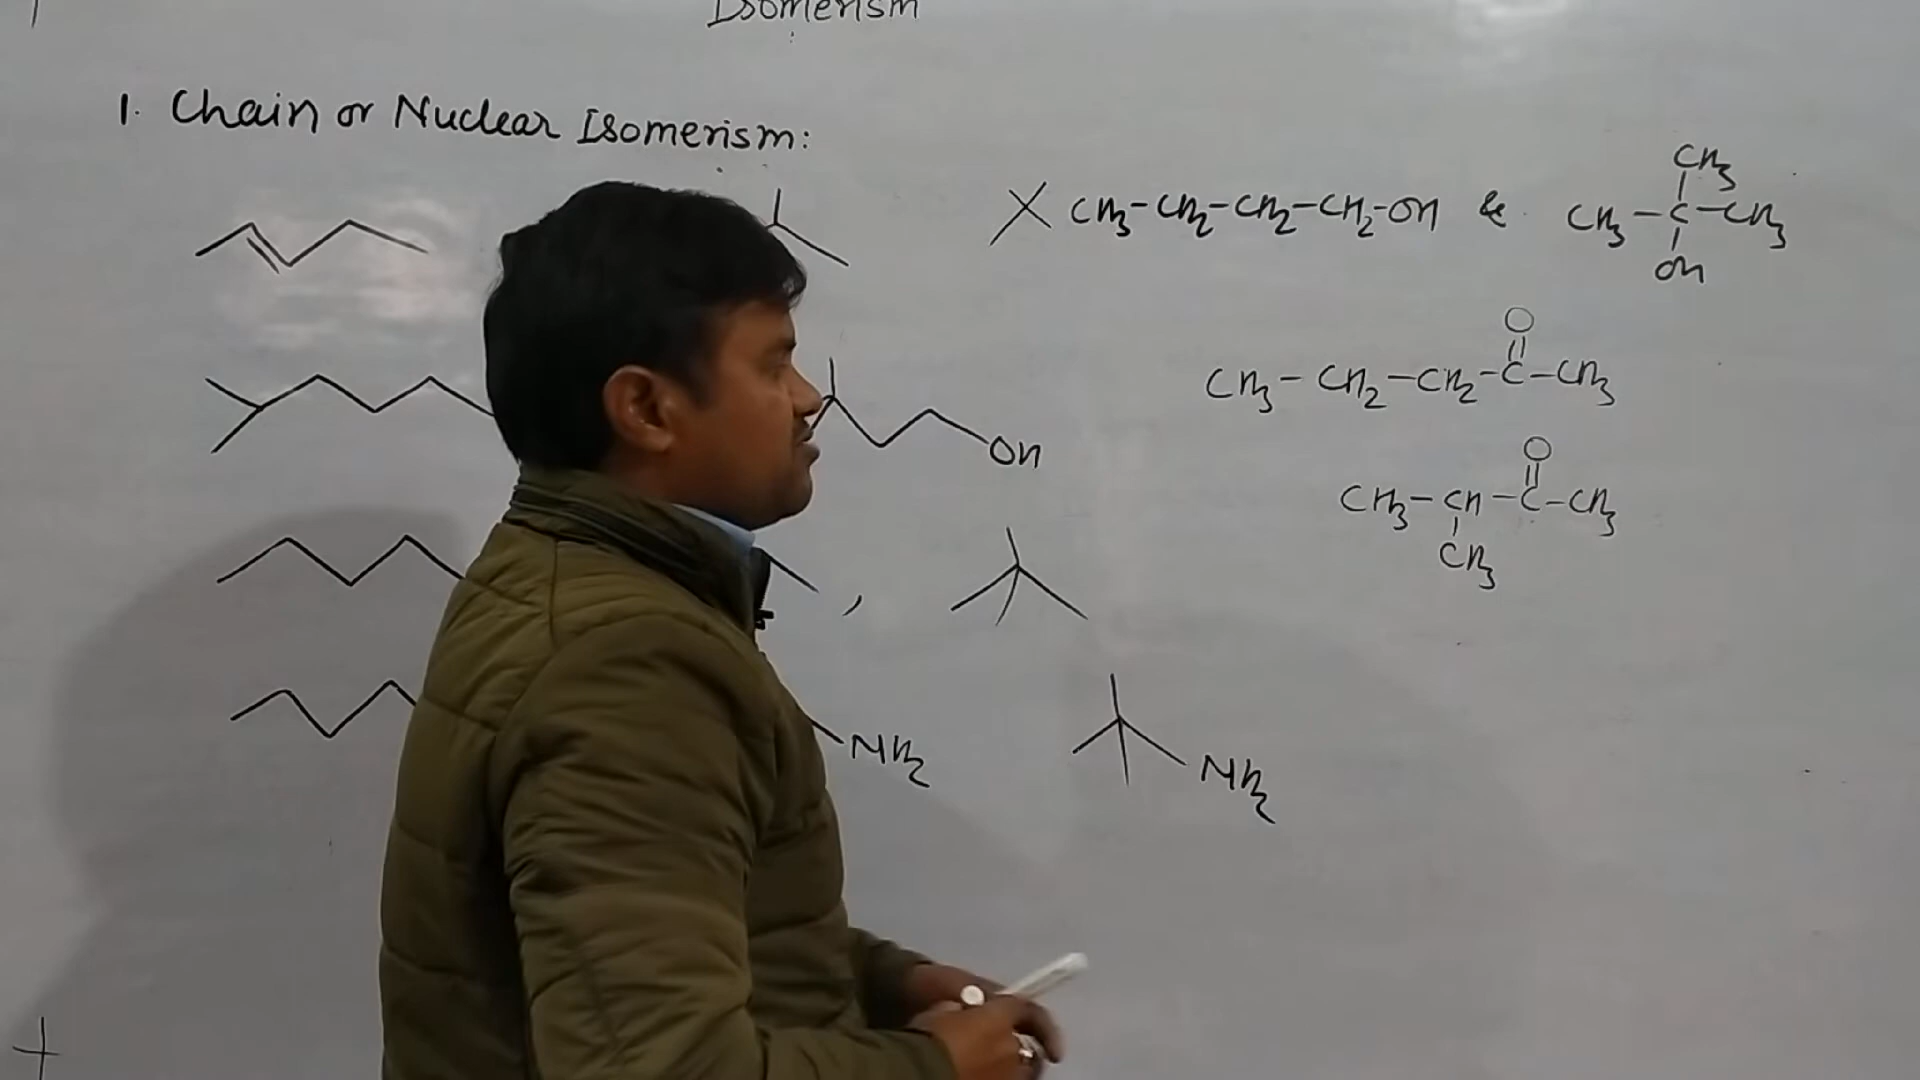 Isomerism
1. Chain or Nuclear Isomerism:
CH3
X CH3-CH2-CH2-CH2-OH & CH3-C-CH3
OH
O
CH3-CH2-CH2-C-CH3
OH
O
CH3-CH-C-CH3
CH3
,
NH2
NH2